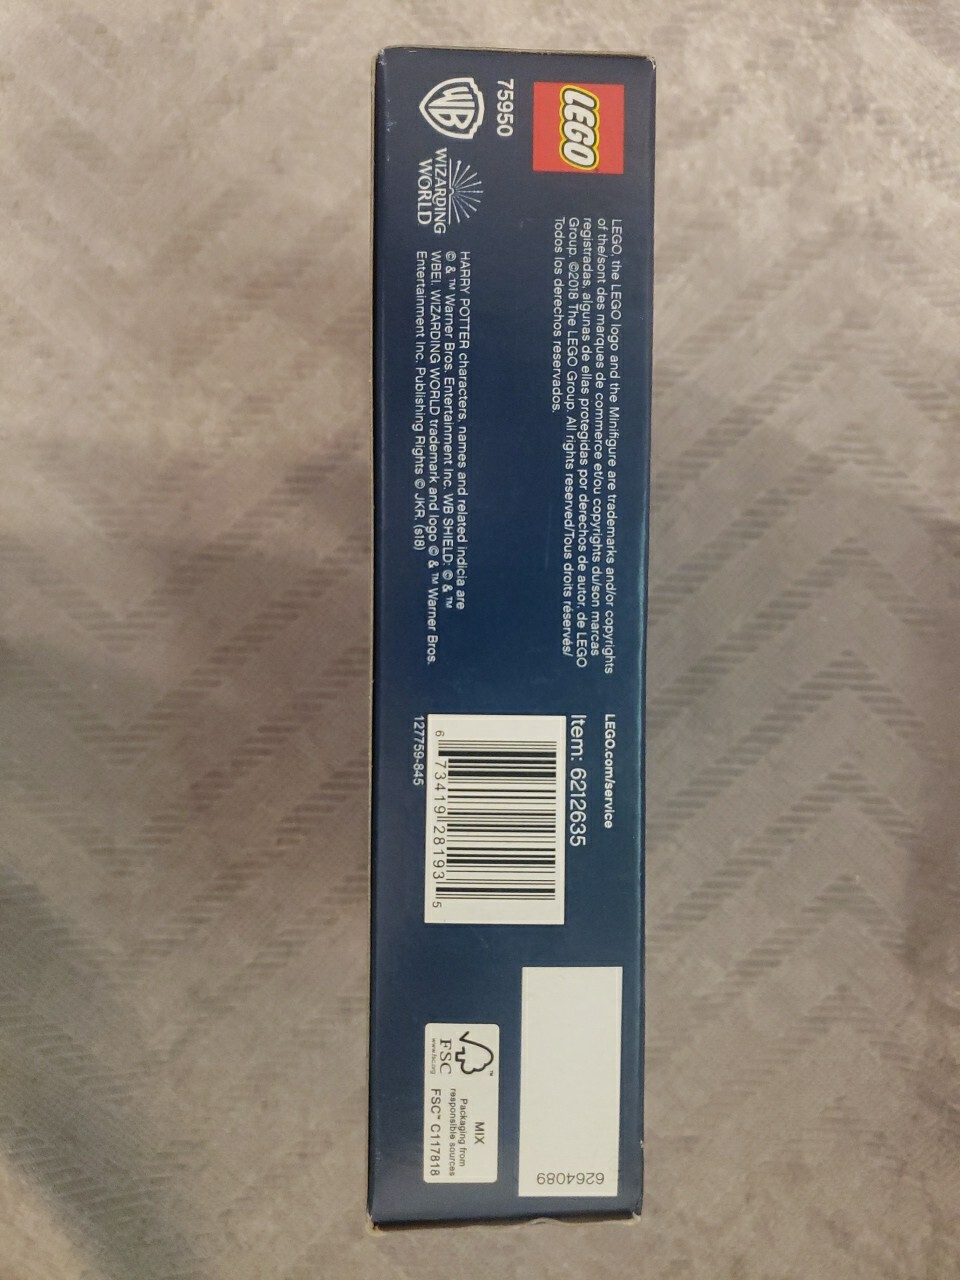 LEGO
75950
WB
WIZARDING
WORLD
LEGO, the LEGO logo and the Minifigure are trademarks and/or copyrights
of the/sont des marques de commerce et/ou copyrights du/son marcas
registradas, algunas de ellas protegidas por derechos de autor, de LEGO
Group. ©2018 The LEGO Group. All rights reserved/Tous droits réservés/
Todos los derechos reservados.
HARRY POTTER characters, names and related indicia are
© & ™ Warner Bros. Entertainment Inc. WB SHIELD: © & ™
WBEI. WIZARDING WORLD trademark and logo © & ™ Warner Bros.
Entertainment Inc. Publishing Rights © JKR. (s18)
LEGO.com/service
Item: 6212635
6 73419 28193 5
127759-845
6264089
FSC
www.fsc.org
MIX
Packaging from
responsible sources
FSC™ C117818